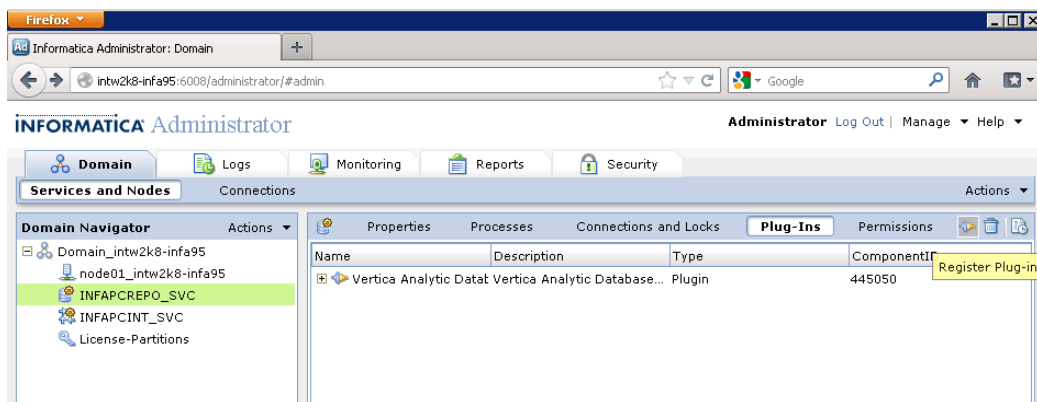 Firefox
Ad Informatica Administrator: Domain +
intw2k8-infa95:6008/administrator/#admin Google
INFORMATICA Administrator Administrator Log Out | Manage Help
Domain Logs Monitoring Reports Security
Services and Nodes Connections Actions
Domain Navigator Actions Properties Processes Connections and Locks Plug-Ins Permissions
Domain_intw2k8-infa95 Name Description Type ComponentID
node01_intw2k8-infa95 Vertica Analytic Datab Vertica Analytic Database... Plugin 445050 Register Plug-in
INFAPCREPO_SVC
INFAPCINT_SVC
License-Partitions